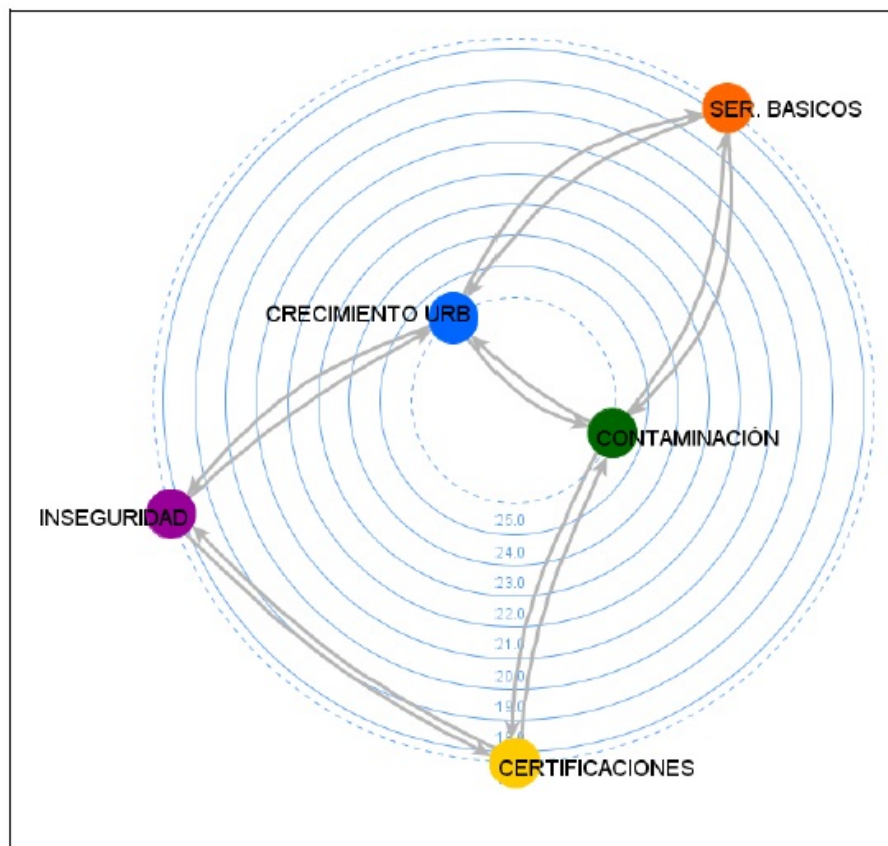 SER. BASICOS
CRECIMIENTO URB
CONTAMINACIÓN
INSEGURIDAD
25.0
24.0
23.0
22.0
21.0
20.0
19.0
CERTIFICACIONES